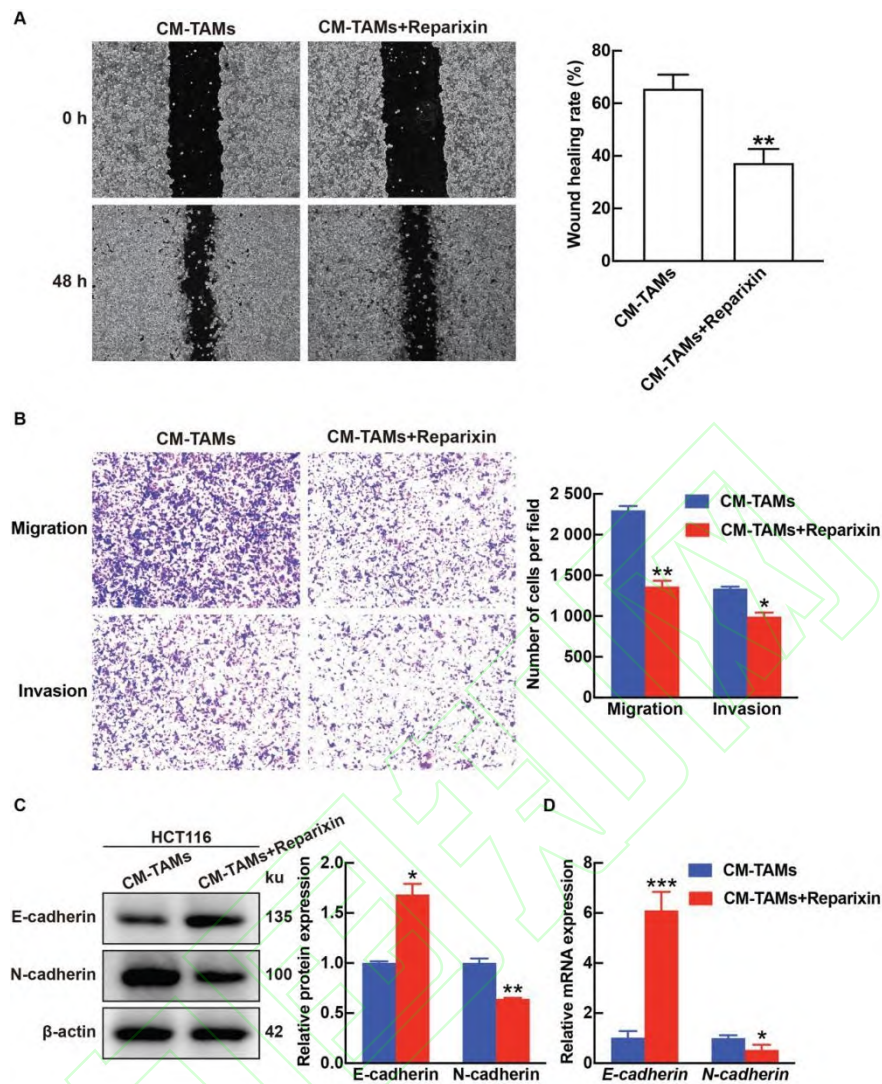 A
CM-TAMs
CM-TAMs+Reparixin
0 h
48 h
Wound healing rate (%)
80
60
40
20
0
**
CM-TAMs
CM-TAMs+Reparixin
B
CM-TAMs
CM-TAMs+Reparixin
Migration
Invasion
Number of cells per field
2 500
2 000
1 500
1 000
500
0
CM-TAMs
CM-TAMs+Reparixin
**
*
Migration
Invasion
C
HCT116
CM-TAMs
CM-TAMs+Reparixin
ku
E-cadherin
135
N-cadherin
100
β-actin
42
Relative protein expression
2.0
1.5
1.0
0.5
0.0
*
**
E-cadherin
N-cadherin
D
Relative mRNA expression
8
6
4
2
0
CM-TAMs
CM-TAMs+Reparixin
***
*
E-cadherin
N-cadherin